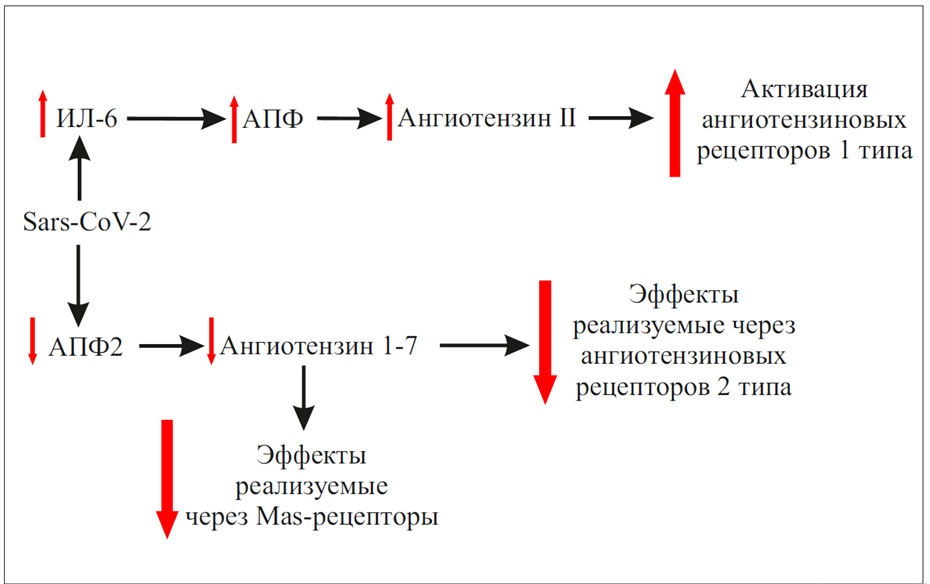 ИЛ-6
АПФ
Ангиотензин II
Активация
ангиотензиновых
рецепторов 1 типа
Sars-CoV-2
АПФ2
Ангиотензин 1-7
Эффекты
реализуемые через
ангиотензиновых
рецепторов 2 типа
Эффекты
реализуемые
через Mas-рецепторы